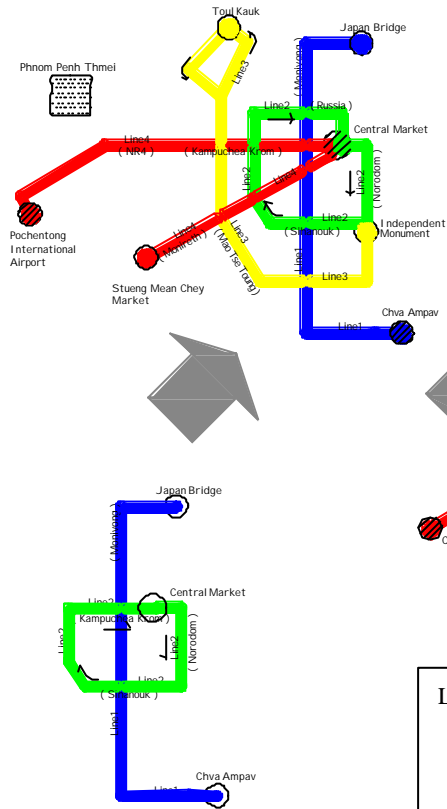 Toul Kauk
Japan Bridge
Phnom Penh Thmei
Line3
( Monivong )
Line2
( Russia )
Central Market
Line4
( NR4 )
( Kampuchea Krom )
Line2
Line4
Line2
( Norodom )
Pochentong
International
Airport
Line4
( Monireth )
Line3
( Mao Tse Toung )
Line2
( Sihanouk )
Independent
Monument
Stueng Mean Chey
Market
Line1
Line3
Chva Ampav
Line1
Japan Bridge
( Monivong )
Central Market
Line2
( Kampuchea Krom )
Line2
Line2
( Norodom )
Line2
( Sihanouk )
Line1
Chva Ampav
Line1
C
L